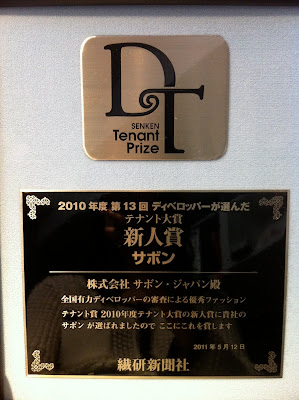 DT
SENKEN
Tenant
Prize
2010年度 第13回 ディベロッパーが選んだ
テナント大賞
新人賞
サボン
株式会社 サボン・ジャパン殿
全国有力ディベロッパーの審査による優秀ファッション
テナント賞 2010年度テナント大賞の新人賞に貴社の
サボン が選ばれましたので ここにこれを賞します
2011年5月12日
繊研新聞社